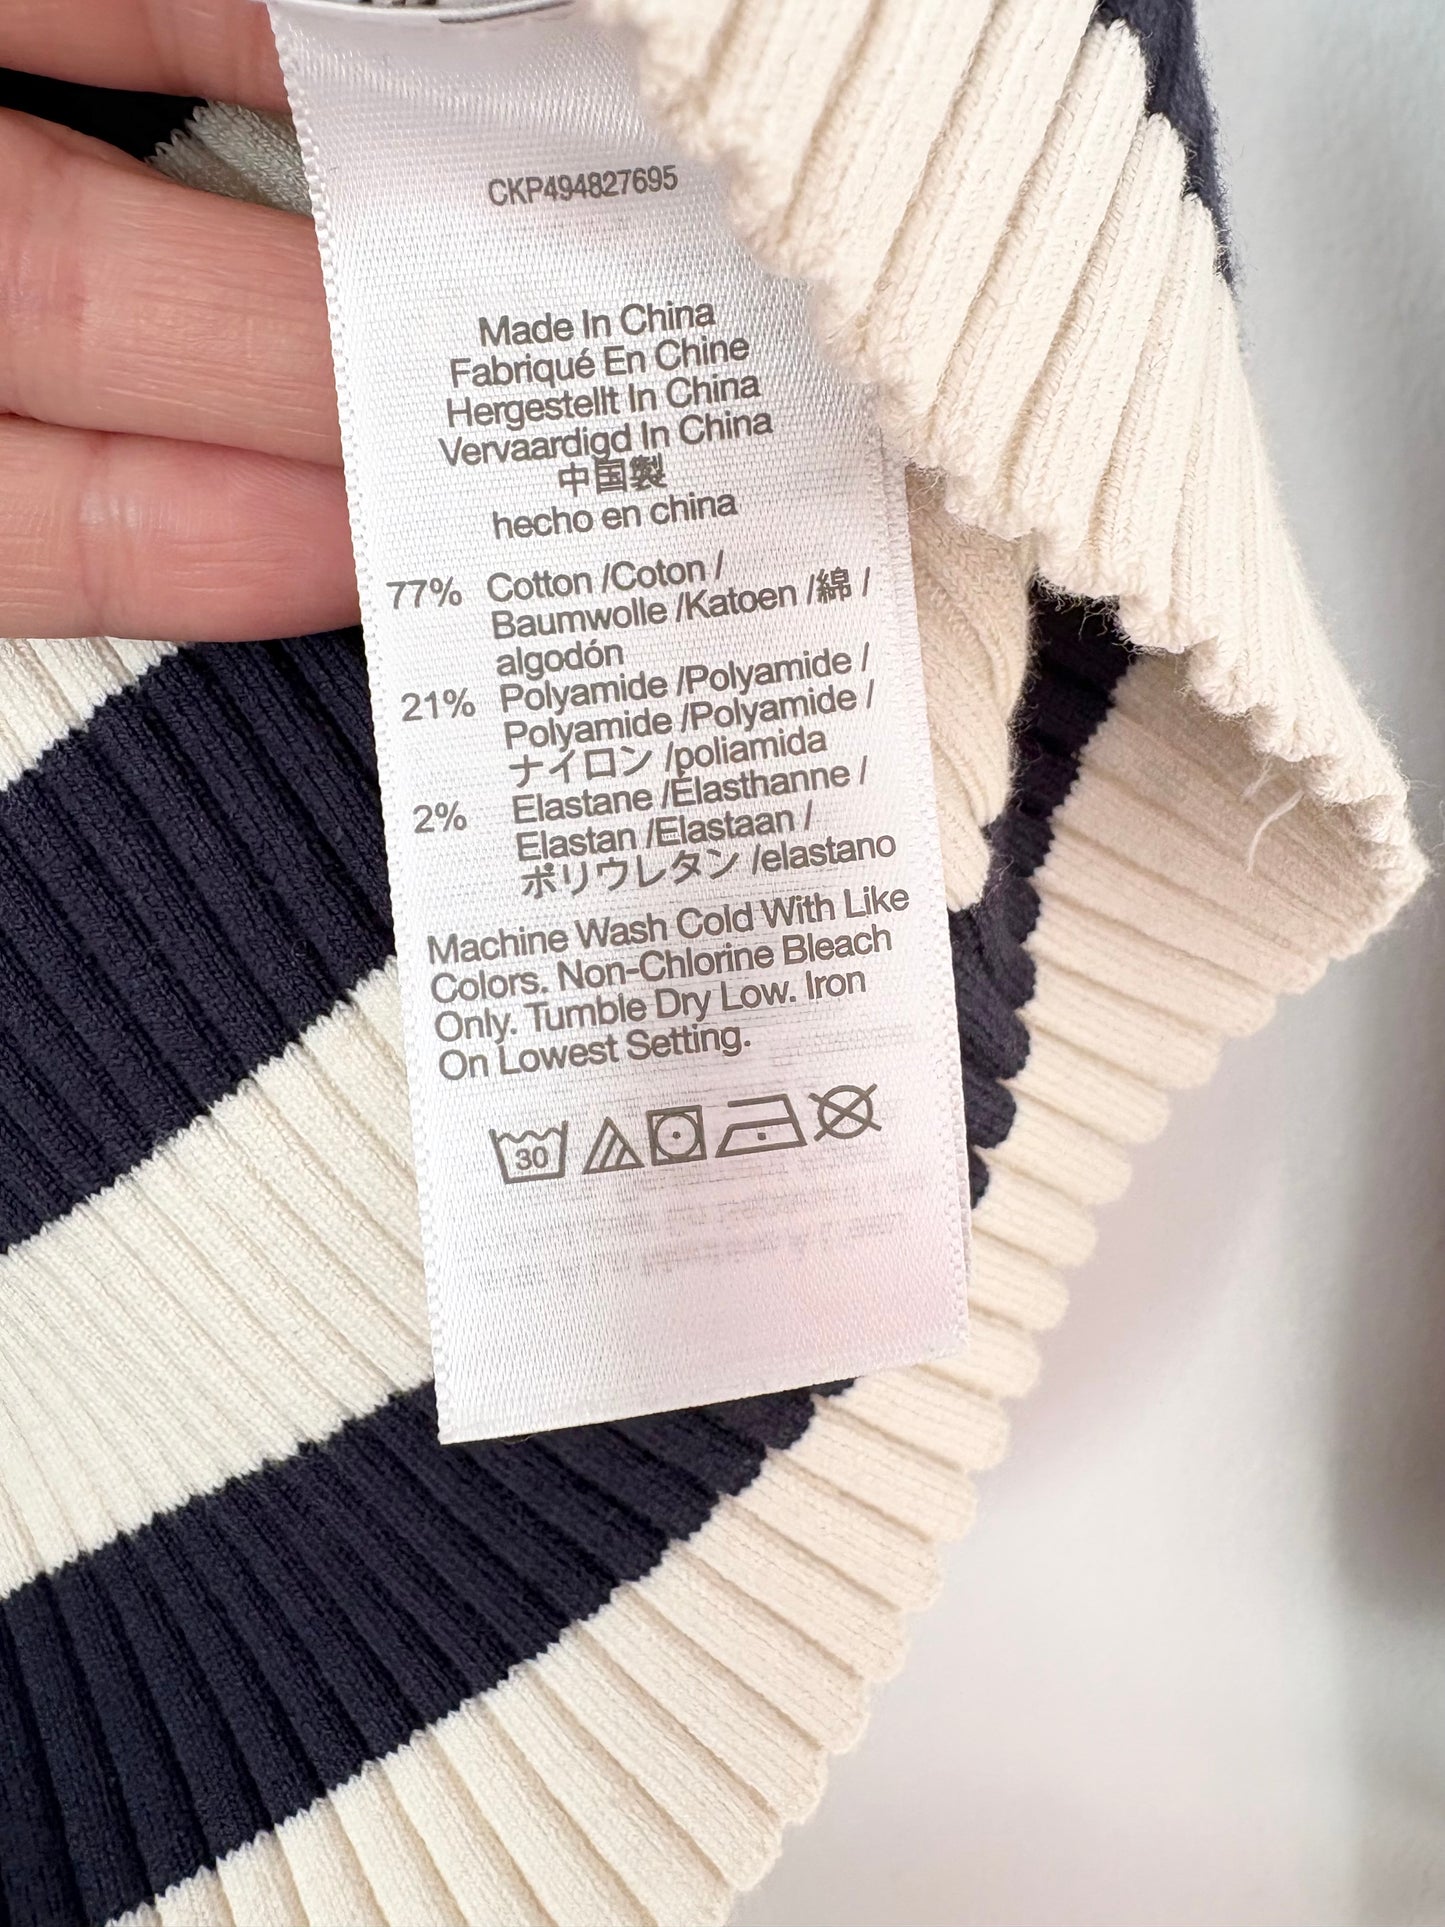 CKP494827695
Made In China
Fabriqué En Chine
Hergestellt In China
Vervaardigd In China
中国製
hecho en china
77% Cotton /Coton /
Baumwolle /Katoen /綿 /
algodón
21% Polyamide /Polyamide /
Polyamide /Polyamide /
ナイロン /poliamida
2% Elastane /Élasthanne /
Elastan /Elastaan /
ポリウレタン /elastano
Machine Wash Cold With Like
Colors. Non-Chlorine Bleach
Only. Tumble Dry Low. Iron
On Lowest Setting.
30